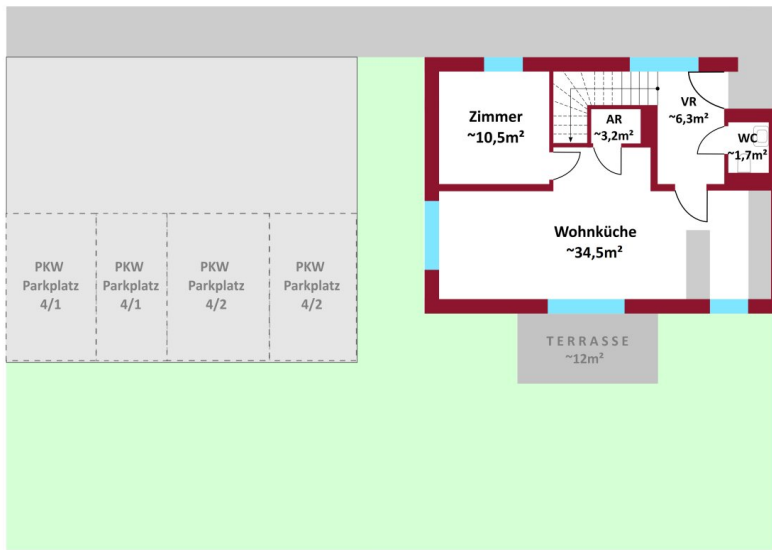 Zimmer
~10,5m²
AR
~3,2m²
VR
~6,3m²
WC
~1,7m²
Wohnküche
~34,5m²
PKW
Parkplatz
4/1
PKW
Parkplatz
4/1
PKW
Parkplatz
4/2
PKW
Parkplatz
4/2
TERRASSE
~12m²